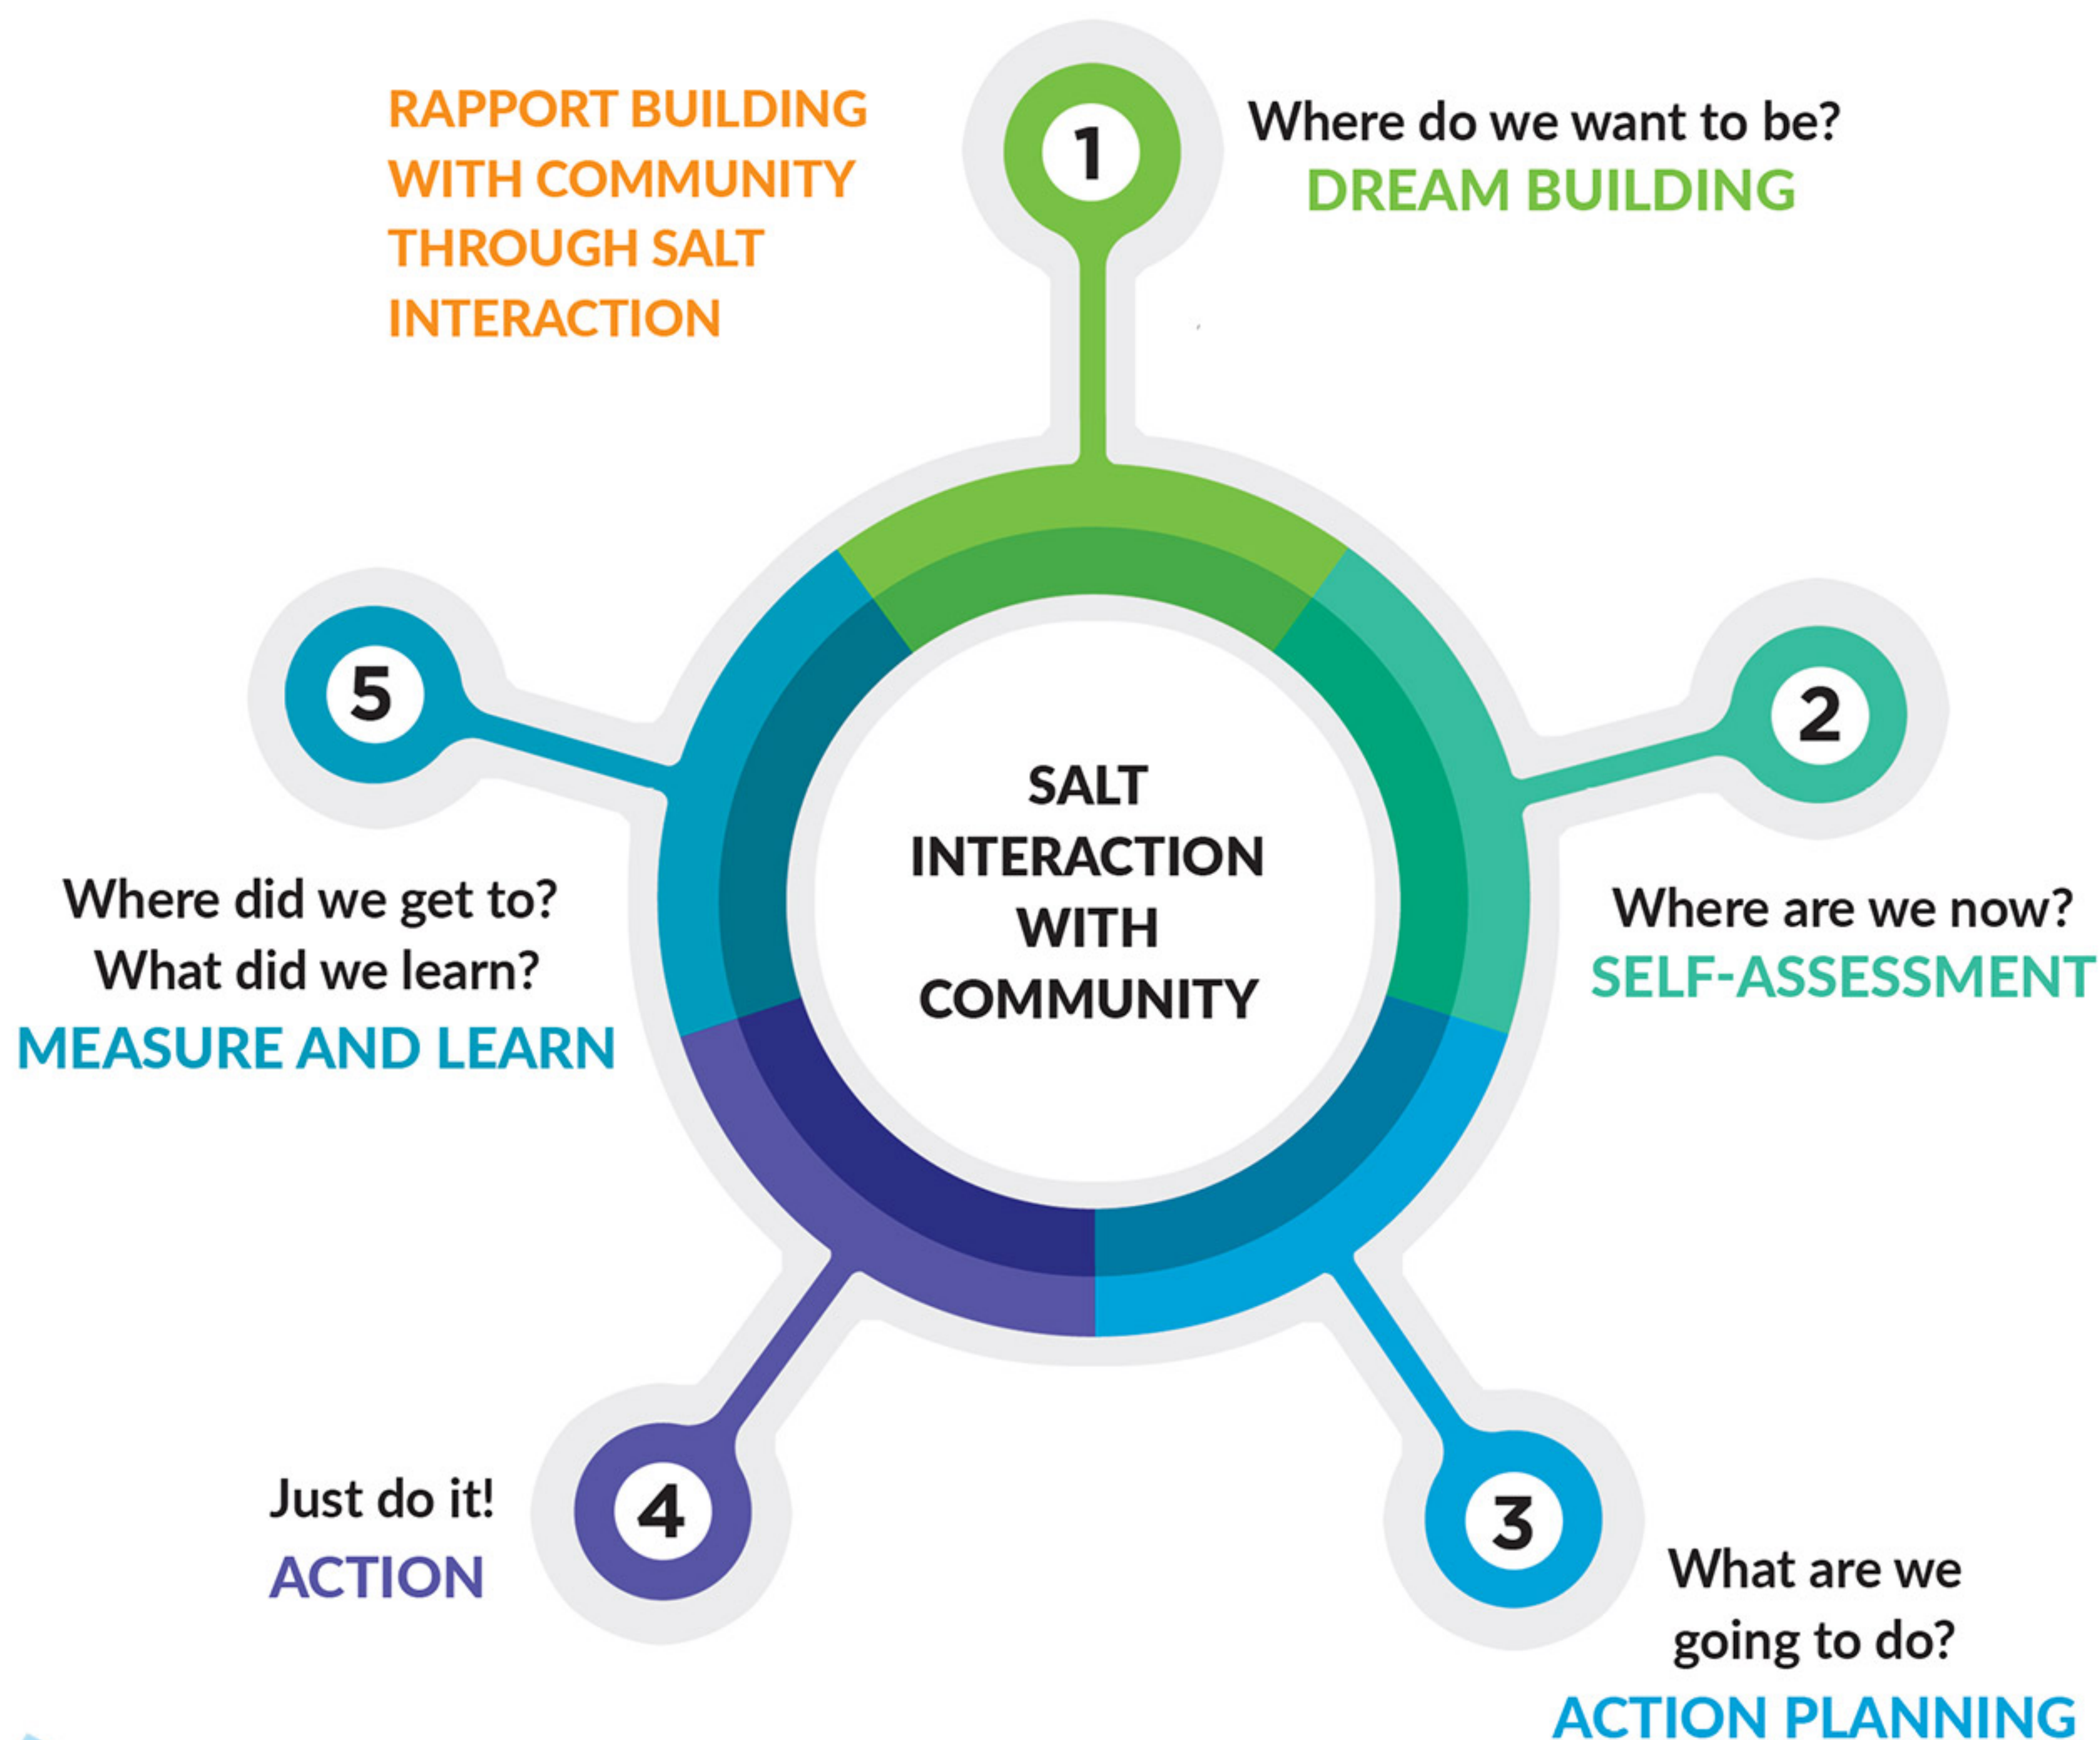 RAPPORT BUILDING
WITH COMMUNITY
THROUGH SALT
INTERACTION
1
Where do we want to be?
DREAM BUILDING
2
Where are we now?
SELF-ASSESSMENT
3
What are we
going to do?
ACTION PLANNING
4
Just do it!
ACTION
5
Where did we get to?
What did we learn?
MEASURE AND LEARN
SALT
INTERACTION
WITH
COMMUNITY